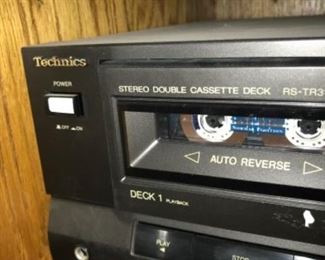 Technics
POWER
OFF ON
STEREO DOUBLE CASSETTE DECK RS-TR3
AUTO REVERSE
DECK 1 PLAYBACK
PLAY
STOP